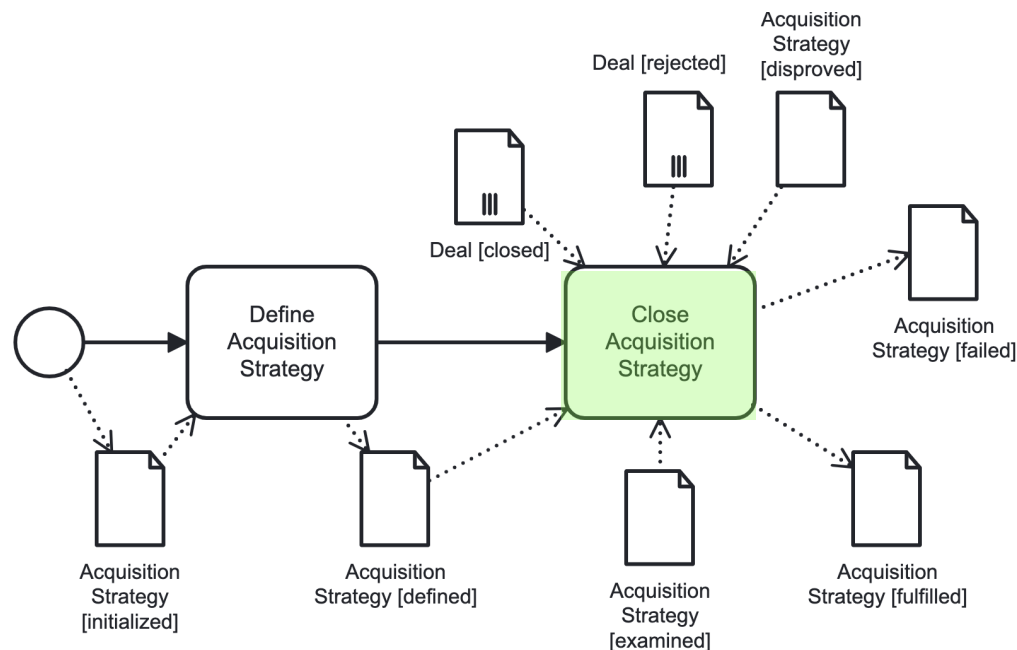 Acquisition
Strategy
[disproved]
Deal [rejected]
Deal [closed]
Define
Acquisition
Strategy
Close
Acquisition
Strategy
Acquisition
Strategy [failed]
Acquisition
Strategy
[initialized]
Acquisition
Strategy [defined]
Acquisition
Strategy
[examined]
Acquisition
Strategy [fulfilled]